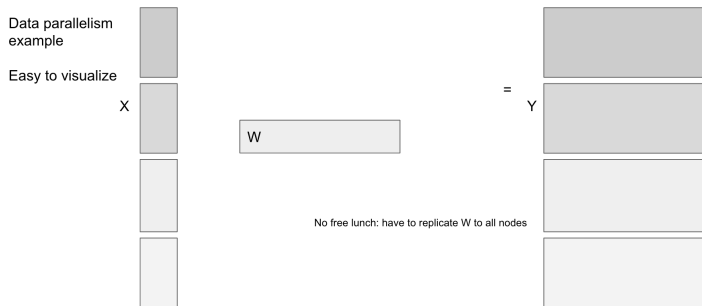 Data parallelism
example
Easy to visualize
X
W
=
Y
No free lunch: have to replicate W to all nodes